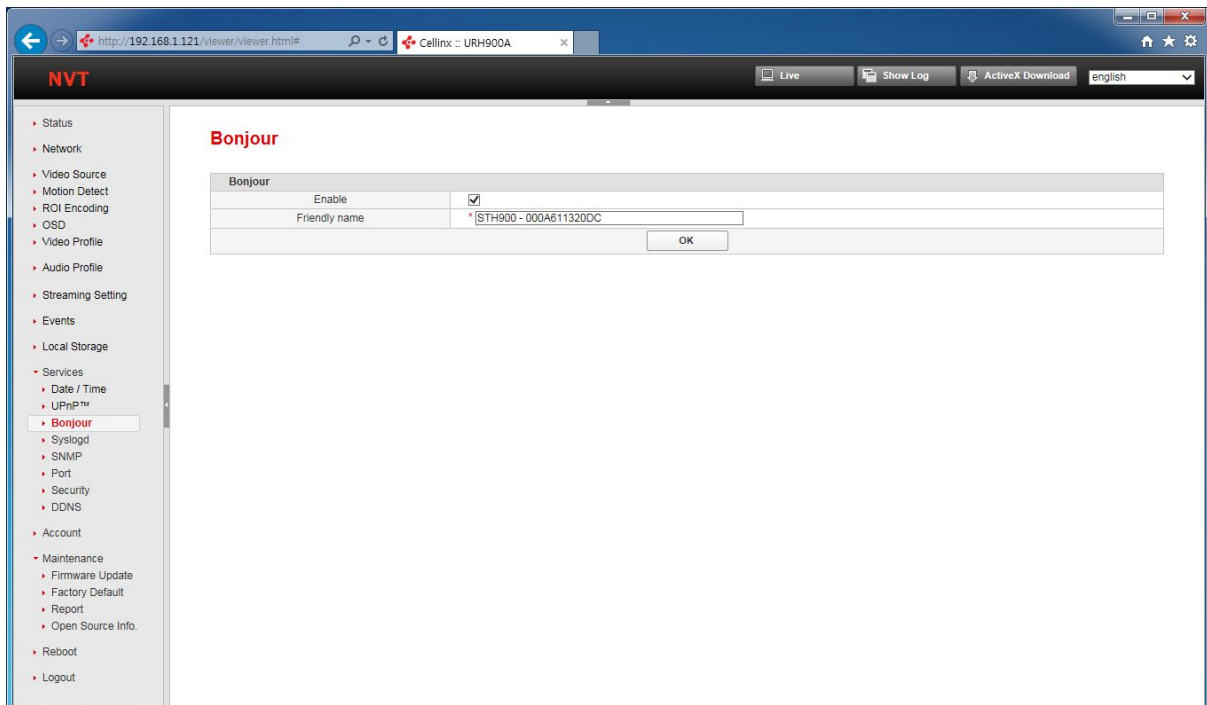 http://192.168.1.121/viewer/viewer.html#
Cellinx :: URH900A
NVT
Live
Show Log
ActiveX Download
english
Status
Network
Video Source
Motion Detect
ROI Encoding
OSD
Video Profile
Audio Profile
Streaming Setting
Events
Local Storage
Services
Date / Time
UPnP™
Bonjour
Syslogd
SNMP
Port
Security
DDNS
Account
Maintenance
Firmware Update
Factory Default
Report
Open Source Info.
Reboot
Logout
Bonjour
Bonjour
Enable
Friendly name * STH900 - 000A611320DC
OK